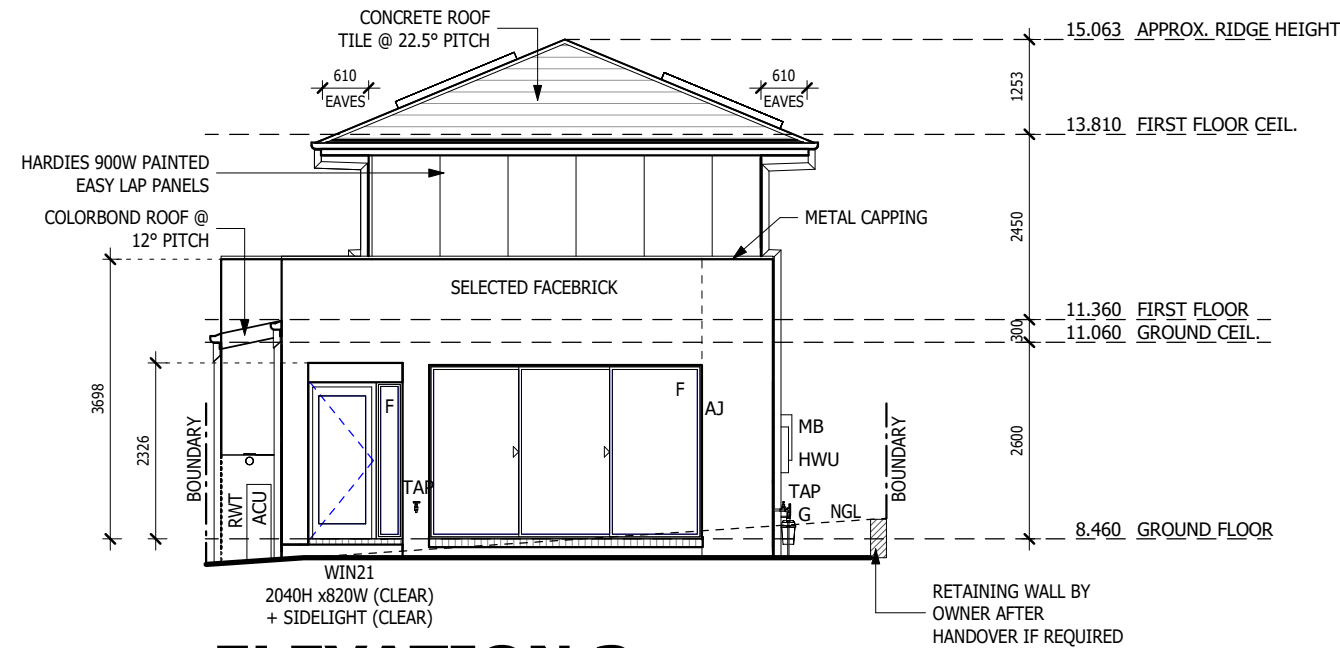 CONCRETE ROOF
TILE @ 22.5° PITCH
15.063 APPROX. RIDGE HEIGHT
610
EAVES
610
EAVES
1253
13.810 FIRST FLOOR CEIL.
HARDIES 900W PAINTED
EASY LAP PANELS
COLORBOND ROOF @
12° PITCH
METAL CAPPING
2450
SELECTED FACEBRICK
11.360 FIRST FLOOR
300
11.060 GROUND CEIL.
3698
2326
F
F
AJ
MB
HWU
2600
BOUNDARY
BOUNDARY
RWT
ACU
TAP
TAP
G
NGL
8.460 GROUND FLOOR
WIN21
2040H x820W (CLEAR)
+ SIDELIGHT (CLEAR)
RETAINING WALL BY
OWNER AFTER
HANDOVER IF REQUIRED